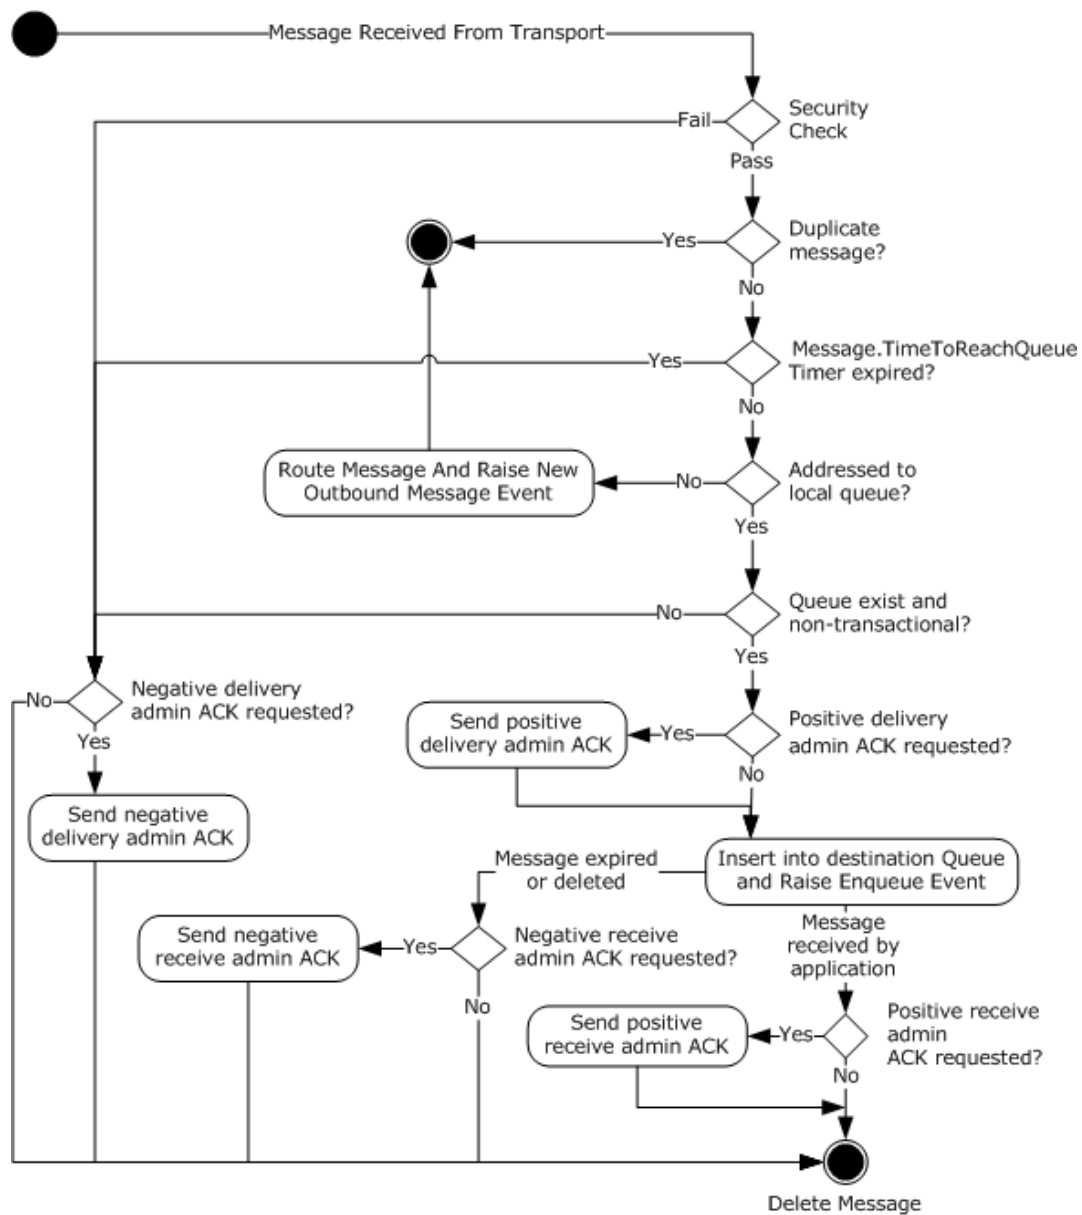 Message Received From Transport
Security
Check
Fail
Pass
Duplicate
message?
Yes
No
Message.TimeToReachQueue
Timer expired?
Yes
No
Route Message And Raise New
Outbound Message Event
No
Addressed to
local queue?
Yes
Queue exist and
non-transactional?
No
Yes
No
Negative delivery
admin ACK requested?
Yes
Send positive
delivery admin ACK
Yes
Positive delivery
admin ACK requested?
No
Send negative
delivery admin ACK
Message expired
or deleted
Insert into destination Queue
and Raise Enqueue Event
Message
received by
application
Send negative
receive admin ACK
Yes
Negative receive
admin ACK requested?
No
Send positive
receive admin ACK
Yes
Positive receive
admin
ACK requested?
No
Delete Message